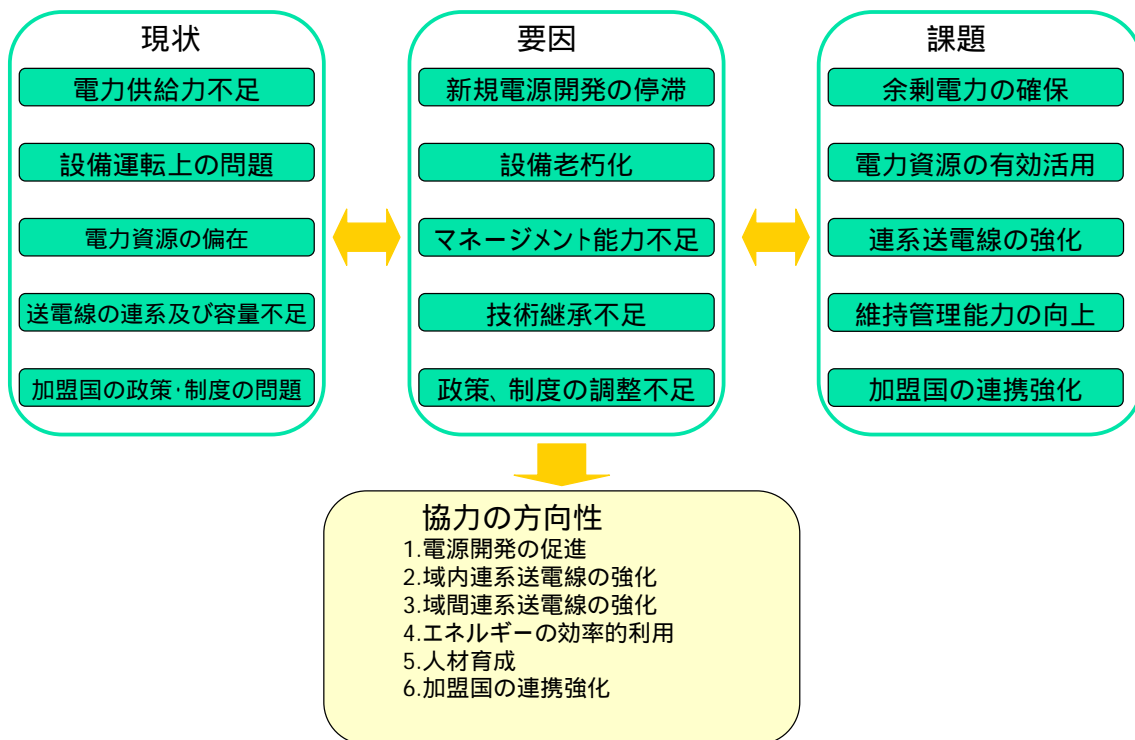 現状
電力供給力不足
設備運転上の問題
電力資源の偏在
送電線の連系及び容量不足
加盟国の政策・制度の問題
要因
新規電源開発の停滞
設備老朽化
マネージメント能力不足
技術継承不足
政策、制度の調整不足
課題
余剰電力の確保
電力資源の有効活用
連系送電線の強化
維持管理能力の向上
加盟国の連携強化
協力の方向性
1.電源開発の促進
2.域内連系送電線の強化
3.域間連系送電線の強化
4.エネルギーの効率的利用
5.人材育成
6.加盟国の連携強化